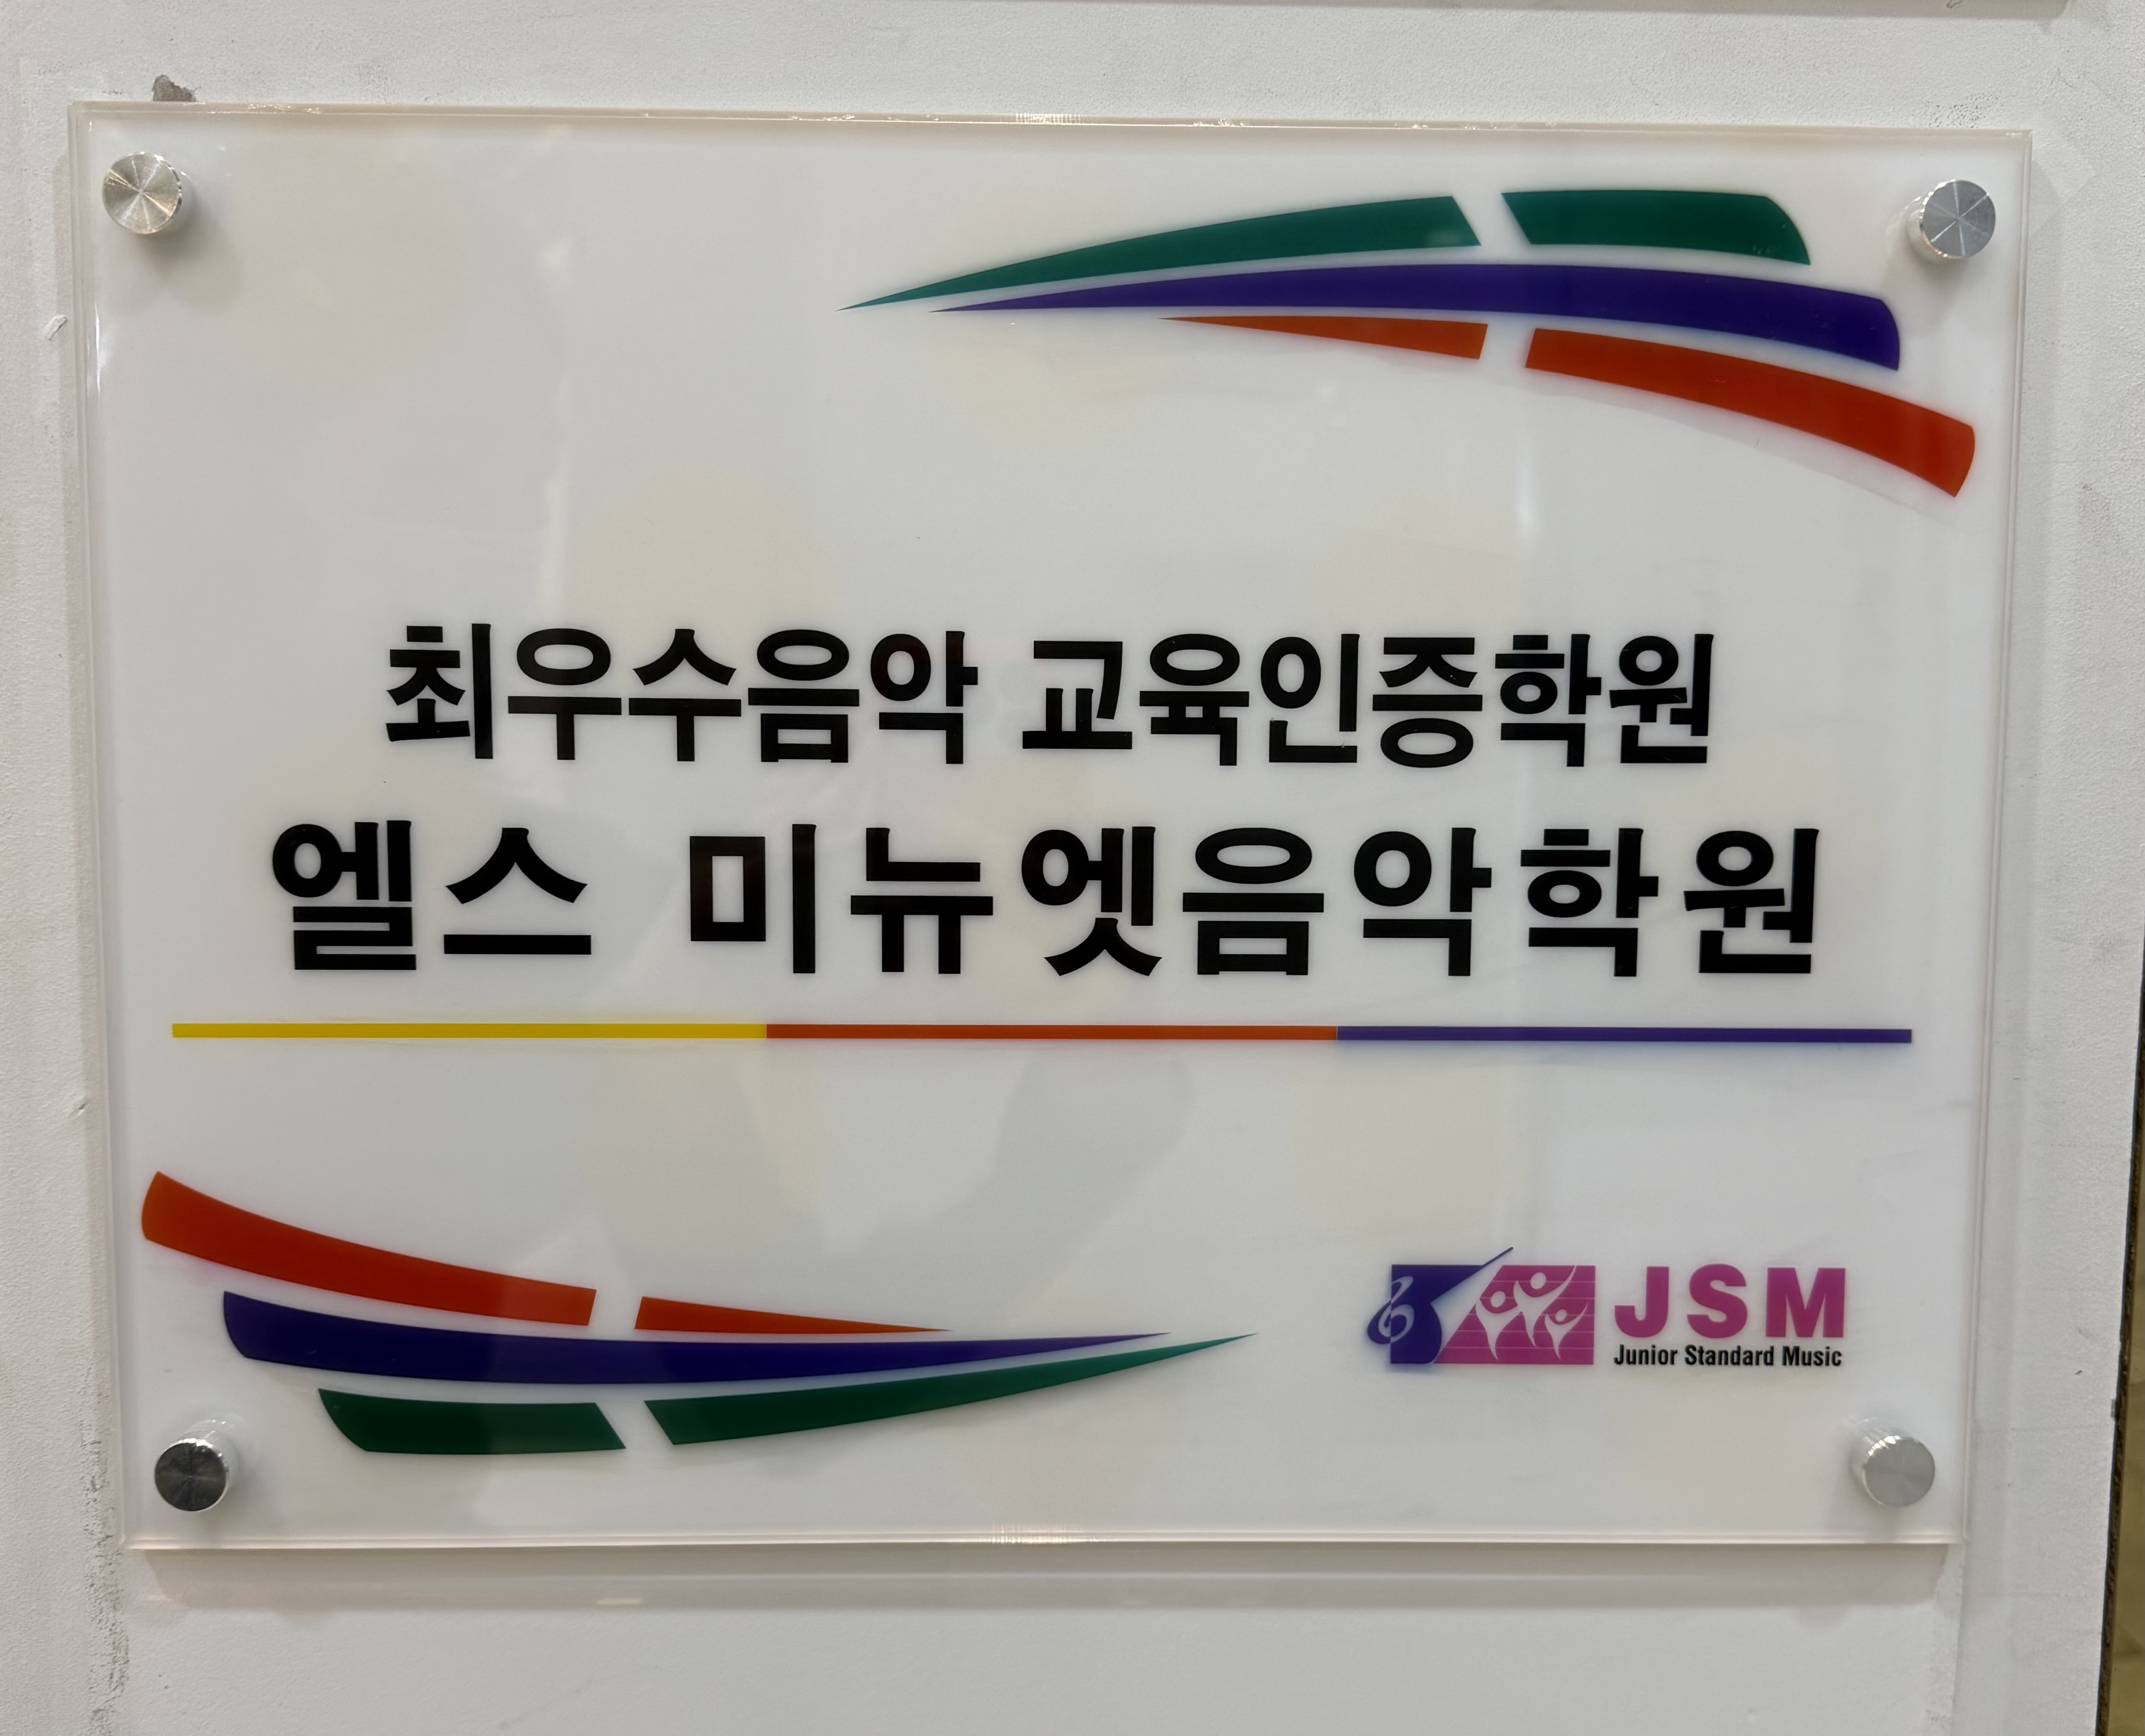 최우수음악 교육인증학원
엘스 미뉴엣음악학원
JSM
Junior Standard Music